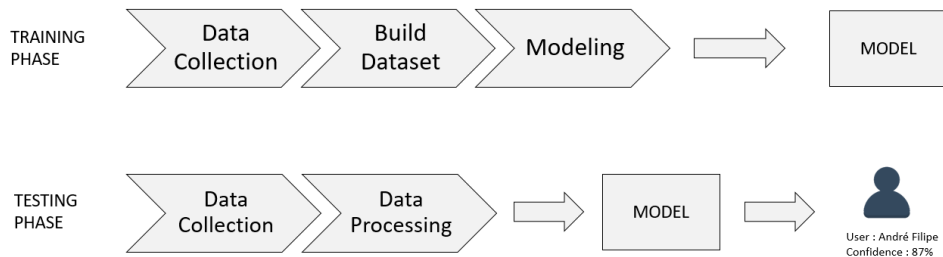 TRAINING
PHASE
Data
Collection
Build
Dataset
Modeling
MODEL
TESTING
PHASE
Data
Collection
Data
Processing
MODEL
User : André Filipe
Confidence : 87%